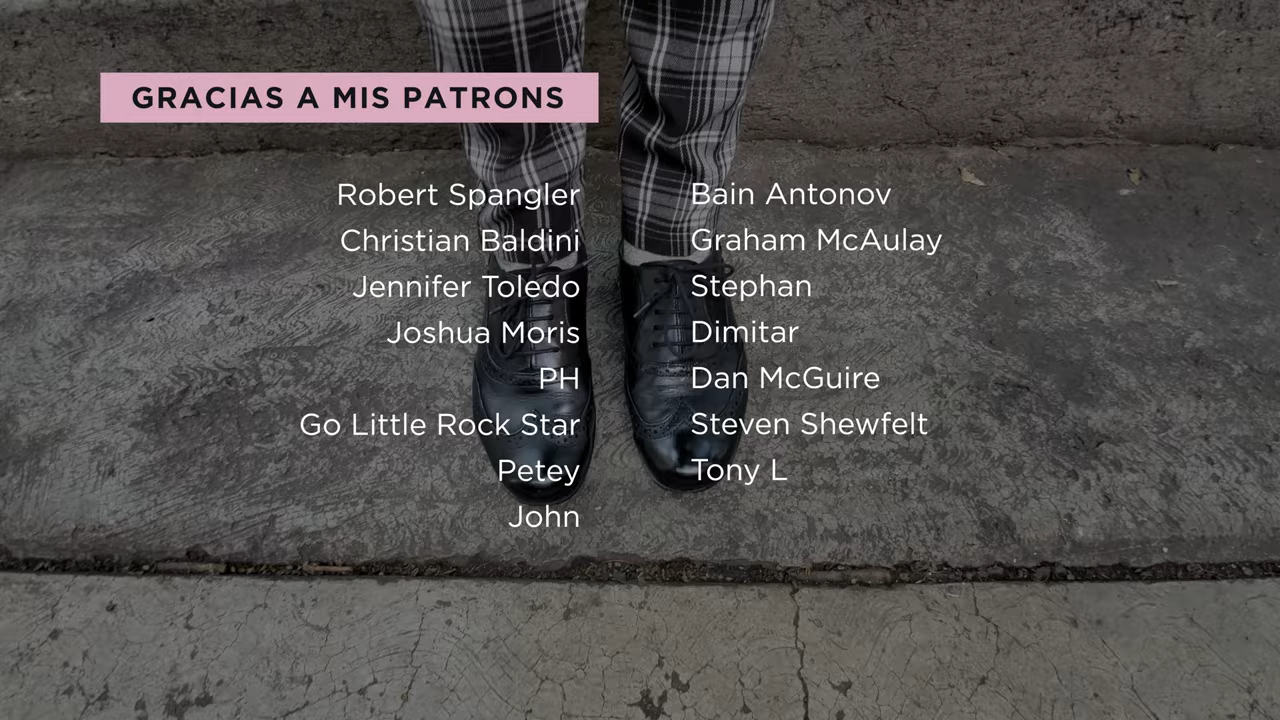 GRACIAS A MIS PATRONS
Robert Spangler
Christian Baldini
Jennifer Toledo
Joshua Moris
PH
Go Little Rock Star
Petey
John
Bain Antonov
Graham McAulay
Stephan
Dimitar
Dan McGuire
Steven Shewfelt
Tony L